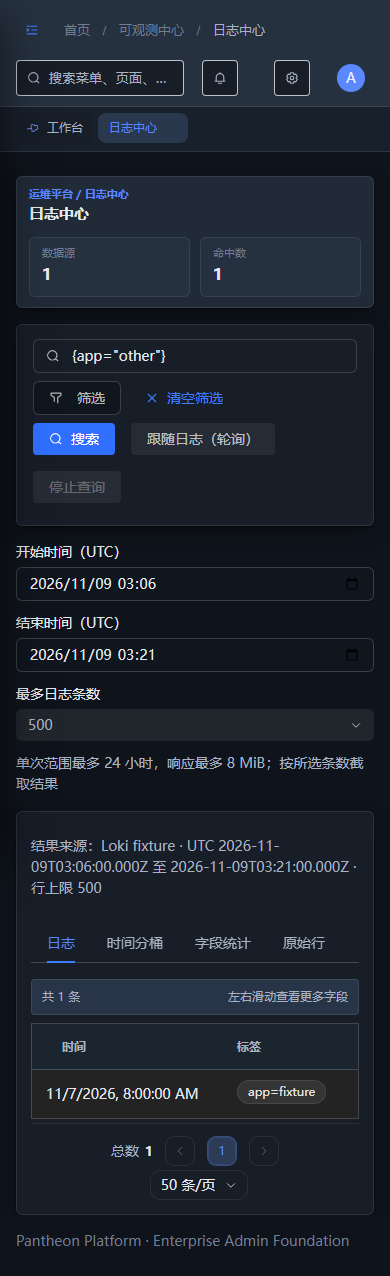 首页 / 可观测中心 / 日志中心
搜索菜单、页面、...
A
工作台 日志中心
运维平台 / 日志中心
日志中心
数据源 命中数
1 1
{app="other"}
筛选 清空筛选
搜索 跟随日志（轮询）
停止查询
开始时间（UTC）
2026/11/09 03:06
结束时间（UTC）
2026/11/09 03:21
最多日志条数
500
单次范围最多 24 小时，响应最多 8 MiB；按所选条数截
取结果
结果来源：Loki fixture · UTC 2026-11-
09T03:06:00.000Z 至 2026-11-09T03:21:00.000Z ·
行上限 500
日志 时间分桶 字段统计 原始行
共 1 条 左右滑动查看更多字段
时间 标签
11/7/2026, 8:00:00 AM app=fixture
总数 1 1
50 条/页
Pantheon Platform · Enterprise Admin Foundation